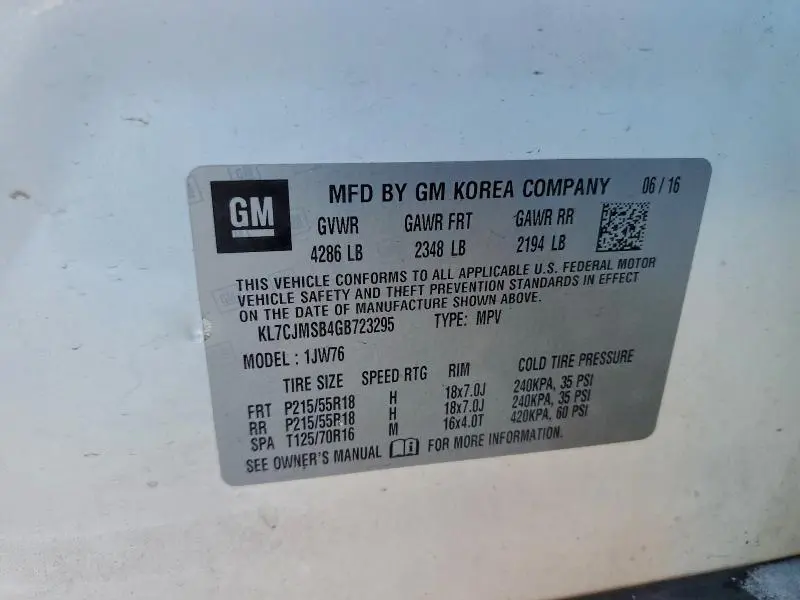 GM
MFD BY GM KOREA COMPANY 06 / 16
GVWR GAWR FRT GAWR RR
4286 LB 2348 LB 2194 LB
THIS VEHICLE CONFORMS TO ALL APPLICABLE U.S. FEDERAL MOTOR
VEHICLE SAFETY AND THEFT PREVENTION STANDARDS IN EFFECT
ON THE DATE OF MANUFACTURE SHOWN ABOVE.
KL7CJMSB4GB723295 TYPE: MPV
MODEL : 1JW76
TIRE SIZE SPEED RTG RIM COLD TIRE PRESSURE
FRT P215/55R18 H 18x7.0J 240KPA, 35 PSI
RR P215/55R18 H 18x7.0J 240KPA, 35 PSI
SPA T125/70R16 M 16x4.0T 420KPA, 60 PSI
SEE OWNER'S MANUAL FOR MORE INFORMATION.